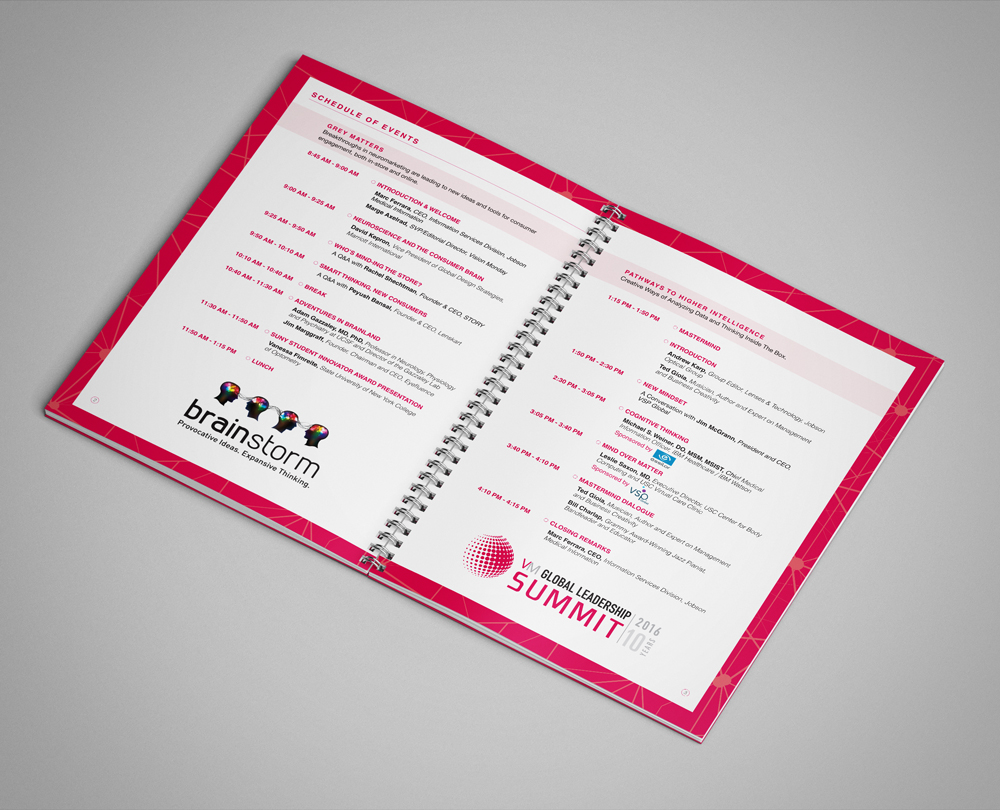 SCHEDULE OF EVENTS
GREY MATTERS
Breakthroughs in neuromarketing are leading to new ideas and tools for consumer
engagement, both in-store and online.
8:45 AM - 9:00 AM
INTRODUCTION & WELCOME
Marc Ferrara, CEO, Information Services Division, Jobson
Medical Information
Marge Axelrad, SVP/Editorial Director, Vision Monday
9:00 AM - 9:25 AM
NEUROSCIENCE AND THE CONSUMER BRAIN
David Kepron, Vice President of Global Design Strategies,
Marriott International
9:25 AM - 9:50 AM
WHO'S MIND-ING THE STORE?
A Q&A with Rachel Shechtman, Founder & CEO, STORY
9:50 AM - 10:10 AM
SMART THINKING, NEW CONSUMERS
A Q&A with Peyush Bansal, Founder & CEO, Lenskart
10:10 AM - 10:40 AM
BREAK
10:40 AM - 11:30 AM
ADVENTURES IN BRAINLAND
Adam Gazzaley, MD, PhD, Professor in Neurology, Physiology
and Psychiatry at UCSF and Director of the Gazzaley Lab
Jim Marggraff, Founder, Chairman and CEO, Eyefluence
11:30 AM - 11:50 AM
SUNY STUDENT INNOVATOR AWARD PRESENTATION
Vanessa Fimreite, State University of New York College
of Optometry
11:50 AM - 1:15 PM
LUNCH
brainstorm
Provocative Ideas. Expansive Thinking.
2
PATHWAYS TO HIGHER INTELLIGENCE
Creative Ways of Analyzing Data and Thinking Inside The Box.
1:15 PM - 1:50 PM
MASTERMIND
INTRODUCTION
Andrew Karp, Group Editor, Lenses & Technology, Jobson
Optical Group
Ted Gioia, Musician, Author and Expert on Management
and Business Creativity
1:50 PM - 2:30 PM
NEW MINDSET
A Conversation with Jim McGrann, President and CEO,
VSP Global
2:30 PM - 3:05 PM
COGNITIVE THINKING
Michael S. Weiner, DO, MSM, MSIST, Chief Medical
Information Officer, IBM Healthcare / IBM Watson
Sponsored by
3:05 PM - 3:40 PM
MIND OVER MATTER
Leslie Saxon, MD, Executive Director, USC Center for Body
Computing and USC Virtual Care Clinic
Sponsored by vsp
3:40 PM - 4:10 PM
MASTERMIND DIALOGUE
Ted Gioia, Musician, Author and Expert on Management
and Business Creativity
Bill Charlap, Grammy Award-Winning Jazz Pianist,
Bandleader and Educator
4:10 PM - 4:15 PM
CLOSING REMARKS
Marc Ferrara, CEO, Information Services Division, Jobson
Medical Information
VM GLOBAL LEADERSHIP
SUMMIT
2016
10
YEARS
3